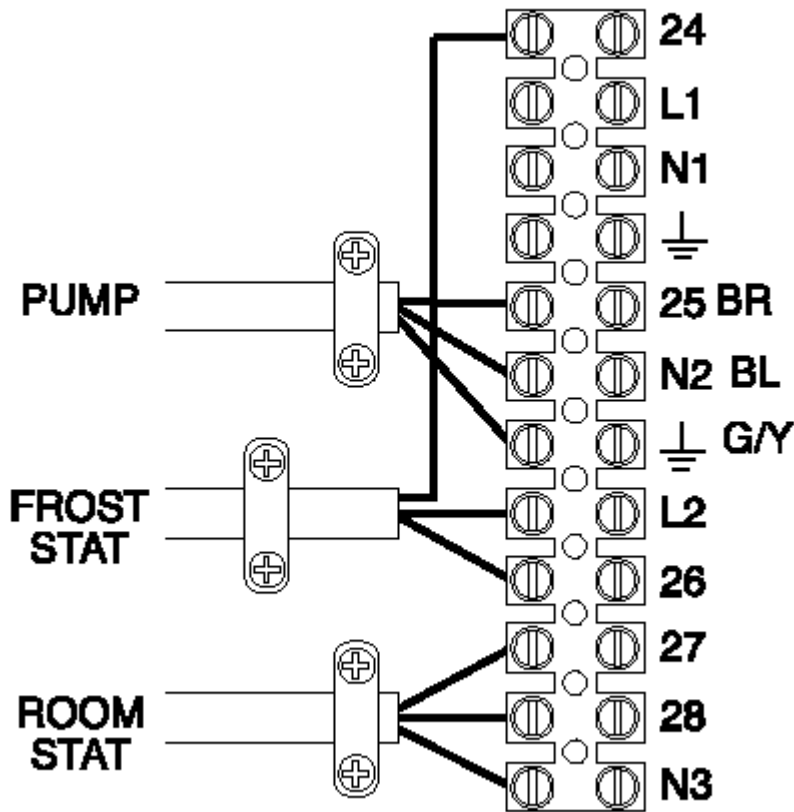 24
L1
N1
PUMP
25 BR
N2 BL
G/Y
FROST
STAT
L2
26
27
ROOM
STAT
28
N3